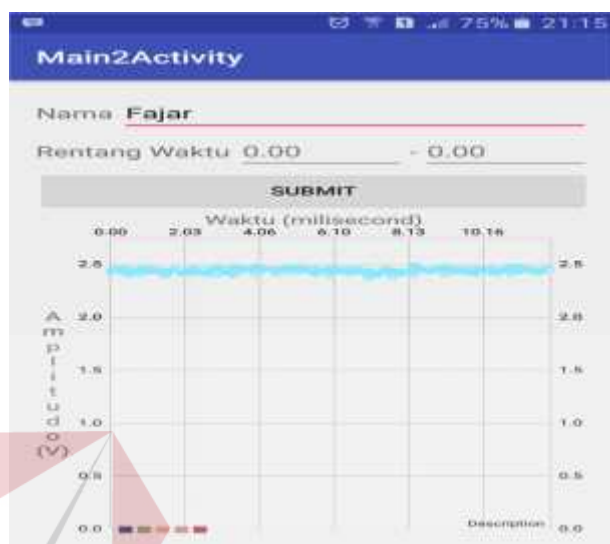 75% 21:15
Main2Activity
Nama Fajar
Rentang Waktu 0.00 - 0.00
SUBMIT
Waktu (milisecond)
0.00 2.03 4.06 6.10 8.13 10.16
2.5 2.5
Amplitudo (V)
2.0 2.0
1.5 1.5
1.0 1.0
0.5 0.5
0.0 Description 0.0